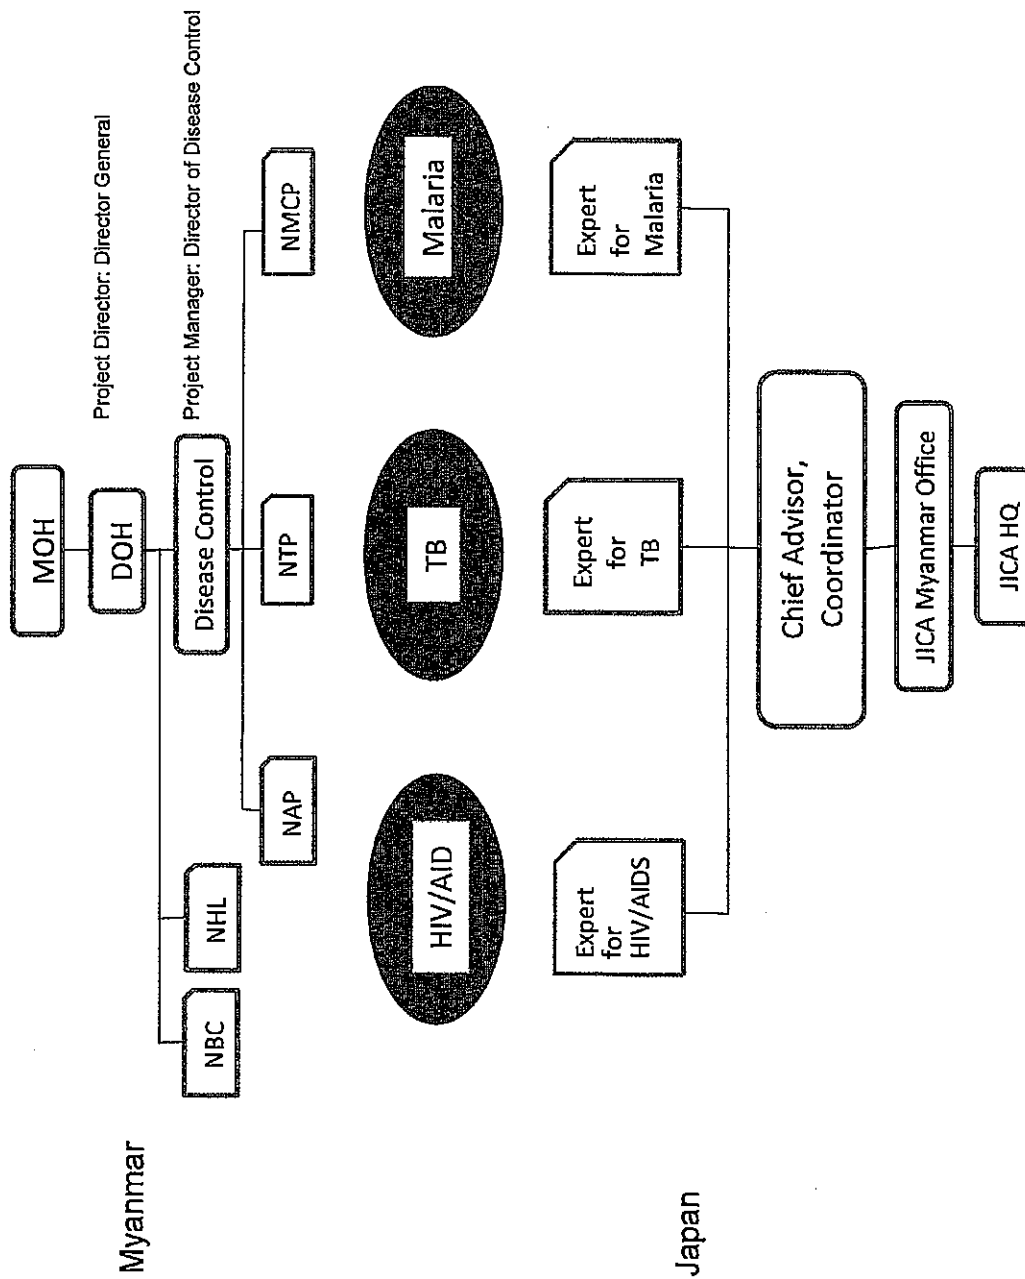 Myanmar
MOH
DOH
Project Director: Director General
Disease Control
Project Manager: Director of Disease Control
NBC
NHL
NAP
NTP
NMCP
HIV/AID
TB
Malaria
Japan
Expert
for
HIV/AIDS
Expert
for
TB
Expert
for
Malaria
Chief Advisor,
Coordinator
JICA Myanmar Office
JICA HQ